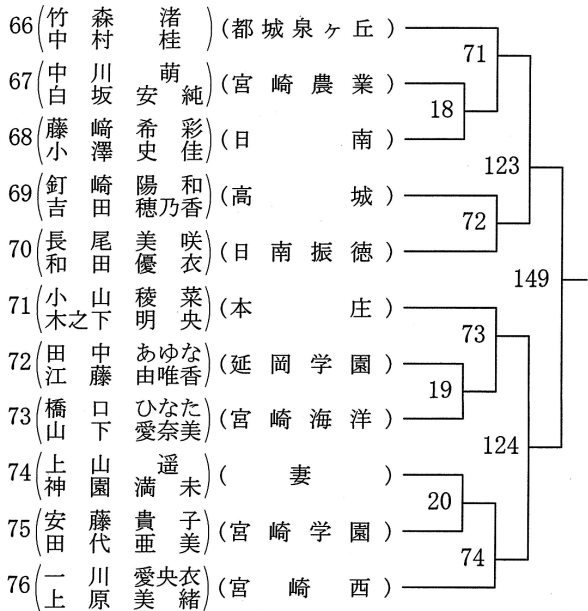 竹森 渚
66 (都城泉ヶ丘)
中村 桂
71
中川 萌
67 (宮崎農業)
白坂安純
18
藤﨑希彩
68 (日南)
小澤史佳
123
釘崎陽和
69 (高城)
吉田穂乃香
72
長尾美咲
70 (日南振徳)
和田優衣
149
小山稜菜
71 (本庄)
木之下明央
73
田中あゆな
72 (延岡学園)
江藤由唯香
19
橋口ひなた
73 (宮崎海洋)
山下愛奈美
124
上山 遥
74 (妻)
神園満未
20
安藤貴子
75 (宮崎学園)
田代亜美
74
一川愛央衣
76 (宮崎西)
上原美緒